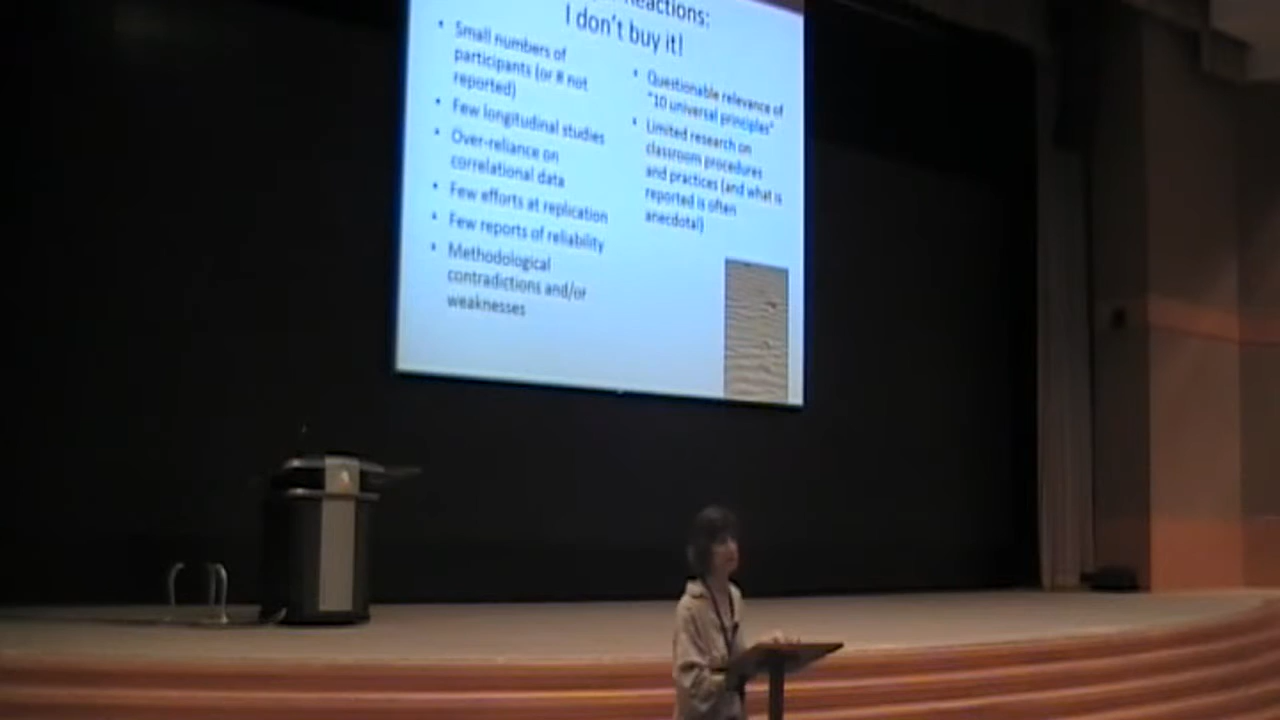 Reactions:
I don't buy it!
• Small numbers of
participants (or # not
reported)
• Few longitudinal studies
• Over-reliance on
correlational data
• Few efforts at replication
• Few reports of reliability
• Methodological
contradictions and/or
weaknesses
• Questionable relevance of
"10 universal principles"
• Limited research on
classroom procedures
and practices (and what is
reported is often
anecdotal)